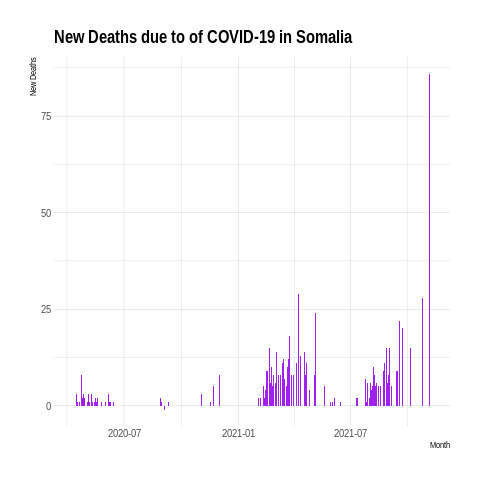 New Deaths due to of COVID-19 in Somalia
New Deaths
75
50
25
0
2020-07
2021-01
2021-07
Month